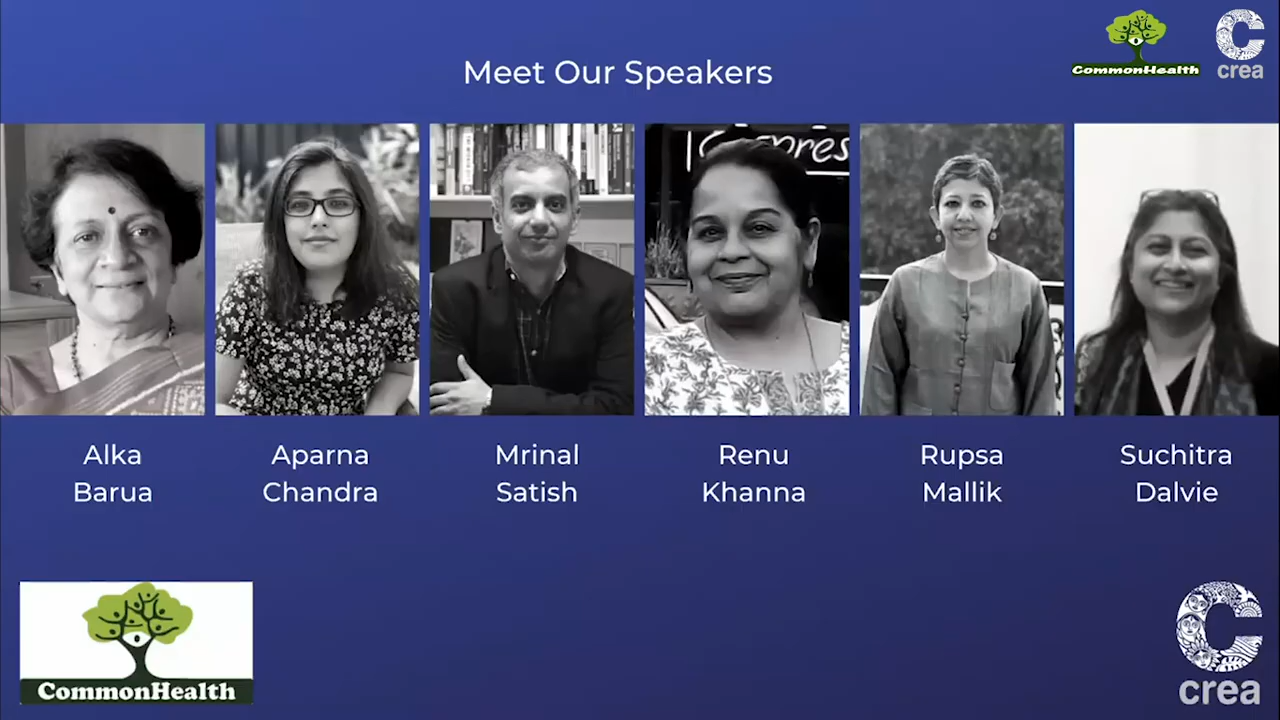 CommonHealth
crea
Meet Our Speakers
Alka
Barua
Aparna
Chandra
Mrinal
Satish
Renu
Khanna
Rupsa
Mallik
Suchitra
Dalvie
CommonHealth
crea